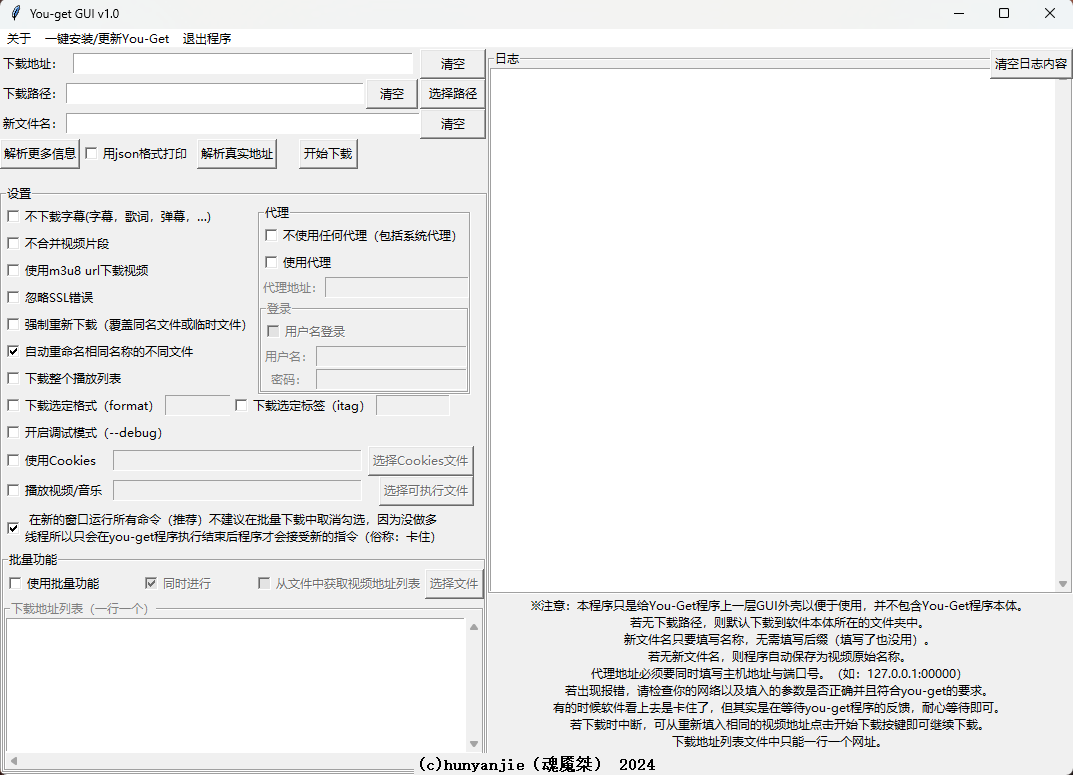 You-get GUI v1.0
关于 一键安装/更新You-Get 退出程序
下载地址： 清空
下载路径： 清空 选择路径
新文件名： 清空
解析更多信息 用json格式打印 解析真实地址 开始下载
设置
不下载字幕(字幕，歌词，弹幕，...)
不合并视频片段
使用m3u8 url下载视频
忽略SSL错误
强制重新下载（覆盖同名文件或临时文件）
自动重命名相同名称的不同文件
下载整个播放列表
代理
不使用任何代理（包括系统代理）
使用代理
代理地址：
登录
用户名登录
用户名：
密码：
下载选定格式（format） 下载选定标签（itag）
开启调试模式（--debug）
使用Cookies 选择Cookies文件
播放视频/音乐 选择可执行文件
在新的窗口运行所有命令（推荐）不建议在批量下载中取消勾选，因为没做多
线程所以只会在you-get程序执行结束后程序才会接受新的指令（俗称：卡住）
批量功能
使用批量功能 同时进行 从文件中获取视频地址列表 选择文件
下载地址列表（一行一个）
日志 清空日志内容
※注意：本程序只是给You-Get程序上一层GUI外壳以便于使用，并不包含You-Get程序本体。
若无下载路径，则默认下载到软件本体所在的文件夹中。
新文件名只要填写名称，无需填写后缀（填写了也没用）。
若无新文件名，则程序自动保存为视频原始名称。
代理地址必须要同时填写主机地址与端口号。（如：127.0.0.1:00000）
若出现报错，请检查你的网络以及填入的参数是否正确并且符合you-get的要求。
有的时候软件看上去是卡住了，但其实是在等待you-get程序的反馈，耐心等待即可。
若下载时中断，可从重新填入相同的视频地址点击开始下载按键即可继续下载。
下载地址列表文件中只能一行一个网址。
(c)hunyanjie（魂魇桀） 2024